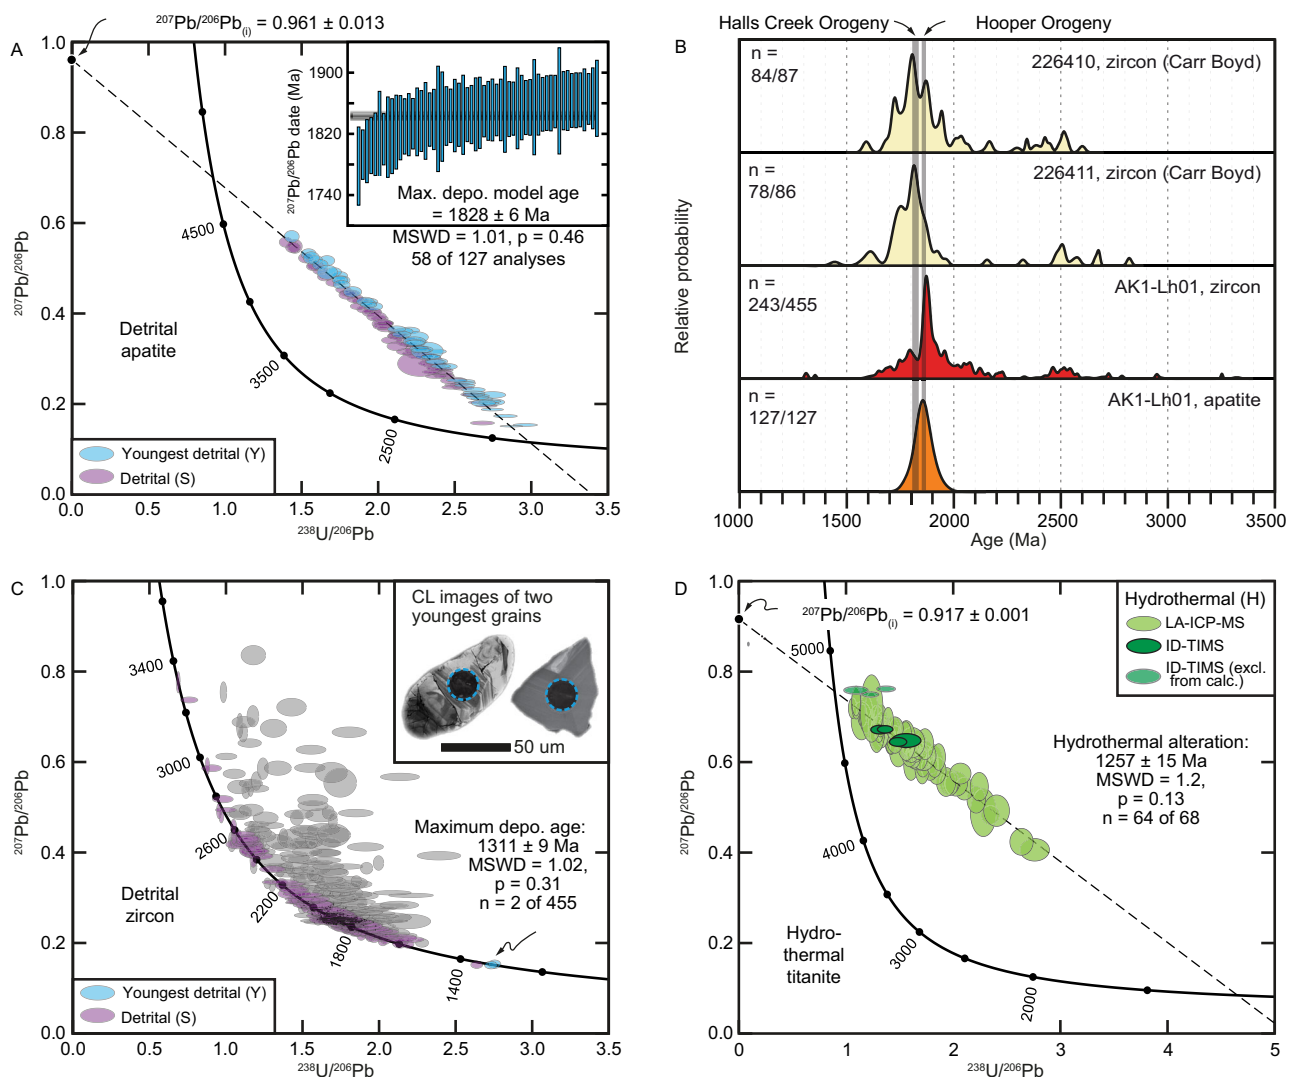 A
²⁰⁷Pb/²⁰⁶Pb(i) = 0.961 ± 0.013
1.0
0.8
0.6
0.4
0.2
0.0
²⁰⁷Pb/²⁰⁶Pb
4500
3500
2500
Detrital
apatite
1900
1820
1740
²⁰⁷Pb/²⁰⁶Pb date (Ma)
Max. depo. model age
= 1828 ± 6 Ma
MSWD = 1.01, p = 0.46
58 of 127 analyses
Youngest detrital (Y)
Detrital (S)
0.0 0.5 1.0 1.5 2.0 2.5 3.0 3.5
²³⁸U/²⁰⁶Pb
B
Halls Creek Orogeny
Hooper Orogeny
Relative probability
n =
84/87
226410, zircon (Carr Boyd)
n =
78/86
226411, zircon (Carr Boyd)
n =
243/455
AK1-Lh01, zircon
n =
127/127
AK1-Lh01, apatite
1000 1500 2000 2500 3000 3500
Age (Ma)
C
1.0
0.8
0.6
0.4
0.2
0.0
²⁰⁷Pb/²⁰⁶Pb
3400
3000
2600
2200
1800
1400
CL images of two
youngest grains
50 um
Maximum depo. age:
1311 ± 9 Ma
MSWD = 1.02,
p = 0.31
n = 2 of 455
Detrital
zircon
Youngest detrital (Y)
Detrital (S)
0.0 0.5 1.0 1.5 2.0 2.5 3.0 3.5
²³⁸U/²⁰⁶Pb
D
1.0
0.8
0.6
0.4
0.2
0.0
²⁰⁷Pb/²⁰⁶Pb
²⁰⁷Pb/²⁰⁶Pb(i) = 0.917 ± 0.001
5000
4000
3000
2000
Hydrothermal (H)
LA-ICP-MS
ID-TIMS
ID-TIMS (excl.
from calc.)
Hydrothermal alteration:
1257 ± 15 Ma
MSWD = 1.2,
p = 0.13
n = 64 of 68
Hydro-
thermal
titanite
0 1 2 3 4 5
²³⁸U/²⁰⁶Pb